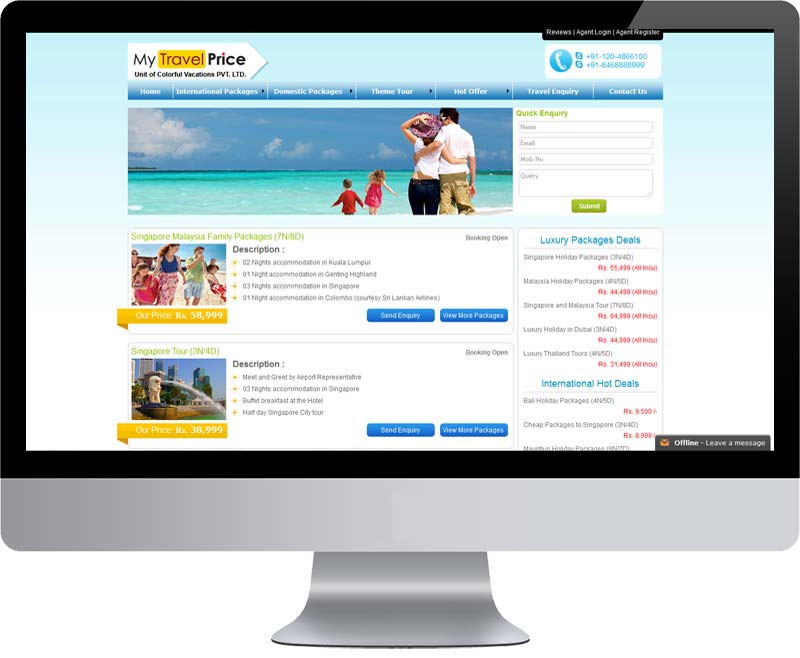 Reviews | Agent Login | Agent Register
My Travel Price
Unit of Colorful Vacations PVT. LTD.
+91-120-4866100
+91-8468888999
Home International Packages Domestic Packages Theme Tour Hot Offer Travel Enquiry Contact Us
Quick Enquiry
Name
Email
Mob No
Query
Submit
Singapore Malaysia Family Packages (7N/8D)
Booking Open
Description :
02 Nights accommodation in Kuala Lumpur
01 Night accommodation in Genting Highland
03 Nights accommodation in Singapore
01 Night accommodation in Colombo (courtesy Sri Lankan Airlines)
Our Price: Rs. 58,999
Send Enquiry View More Packages
Singapore Tour (3N/4D)
Booking Open
Description :
Meet and Greet by Airport Representative
03 Nights accommodation in Singapore
Buffet breakfast at the Hotel
Half day Singapore City tour
Our Price: Rs. 38,999
Send Enquiry View More Packages
Luxury Packages Deals
Singapore Holiday Packages (3N/4D)
Rs. 55,499 (All Incu)
Malaysia Holiday Packages (4N/5D)
Rs. 44,499 (All Incu)
Singapore and Malaysia Tour (7N/8D)
Rs. 64,999 (All Incu)
Luxury Holiday in Dubai (3N/4D)
Rs. 44,999 (All Incu)
Luxury Thailand Tours (4N/5D)
Rs. 31,499 (All Incu)
International Hot Deals
Bali Holiday Packages (4N/5D)
Rs. 9,500 /-
Cheap Packages to Singapore (3N/4D)
Rs. 8,999 /-
Mauritius Holiday Packages (6N/7D)
Offline - Leave a message